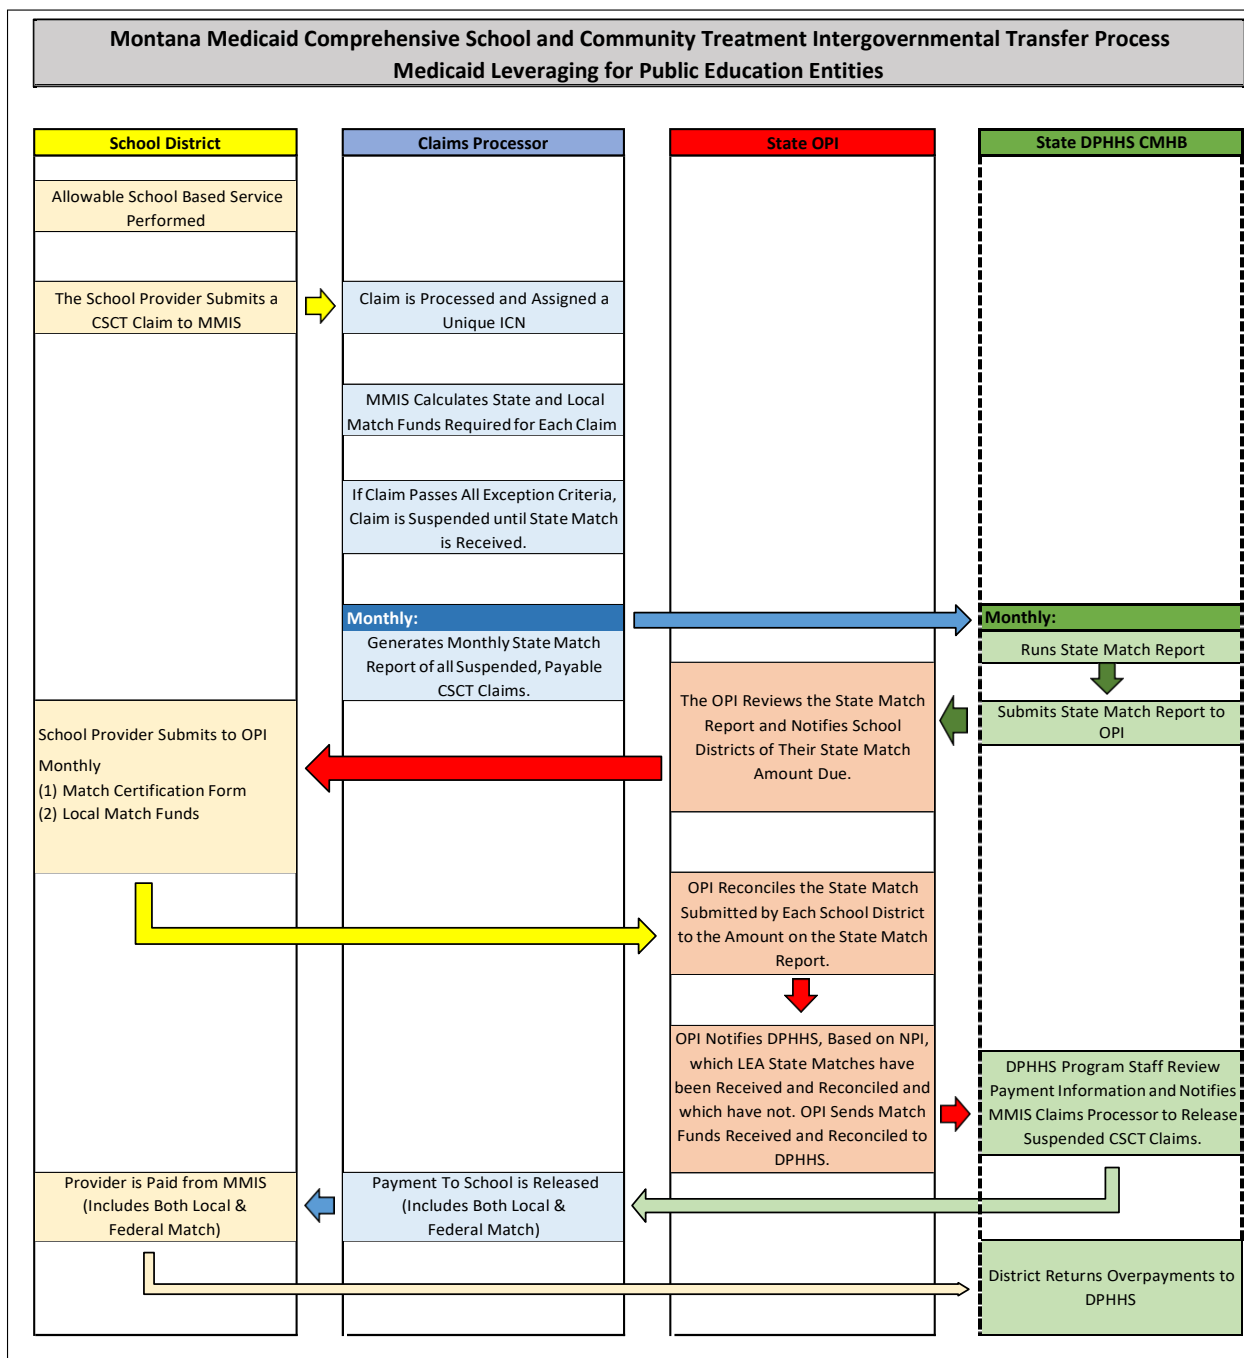 Montana Medicaid Comprehensive School and Community Treatment Intergovernmental Transfer Process
Medicaid Leveraging for Public Education Entities
School District
Claims Processor
State OPI
State DPHHS CMHB
Allowable School Based Service
Performed
The School Provider Submits a
CSCT Claim to MMIS
Claim is Processed and Assigned a
Unique ICN
MMIS Calculates State and Local
Match Funds Required for Each Claim
If Claim Passes All Exception Criteria,
Claim is Suspended until State Match
is Received.
Monthly:
Generates Monthly State Match
Report of all Suspended, Payable
CSCT Claims.
Monthly:
Runs State Match Report
Submits State Match Report to
OPI
The OPI Reviews the State Match
Report and Notifies School
Districts of Their State Match
Amount Due.
School Provider Submits to OPI
Monthly
(1) Match Certification Form
(2) Local Match Funds
OPI Reconciles the State Match
Submitted by Each School District
to the Amount on the State Match
Report.
OPI Notifies DPHHS, Based on NPI,
which LEA State Matches have
been Received and Reconciled and
which have not. OPI Sends Match
Funds Received and Reconciled to
DPHHS.
DPHHS Program Staff Review
Payment Information and Notifies
MMIS Claims Processor to Release
Suspended CSCT Claims.
Provider is Paid from MMIS
(Includes Both Local &
Federal Match)
Payment To School is Released
(Includes Both Local &
Federal Match)
District Returns Overpayments to
DPHHS